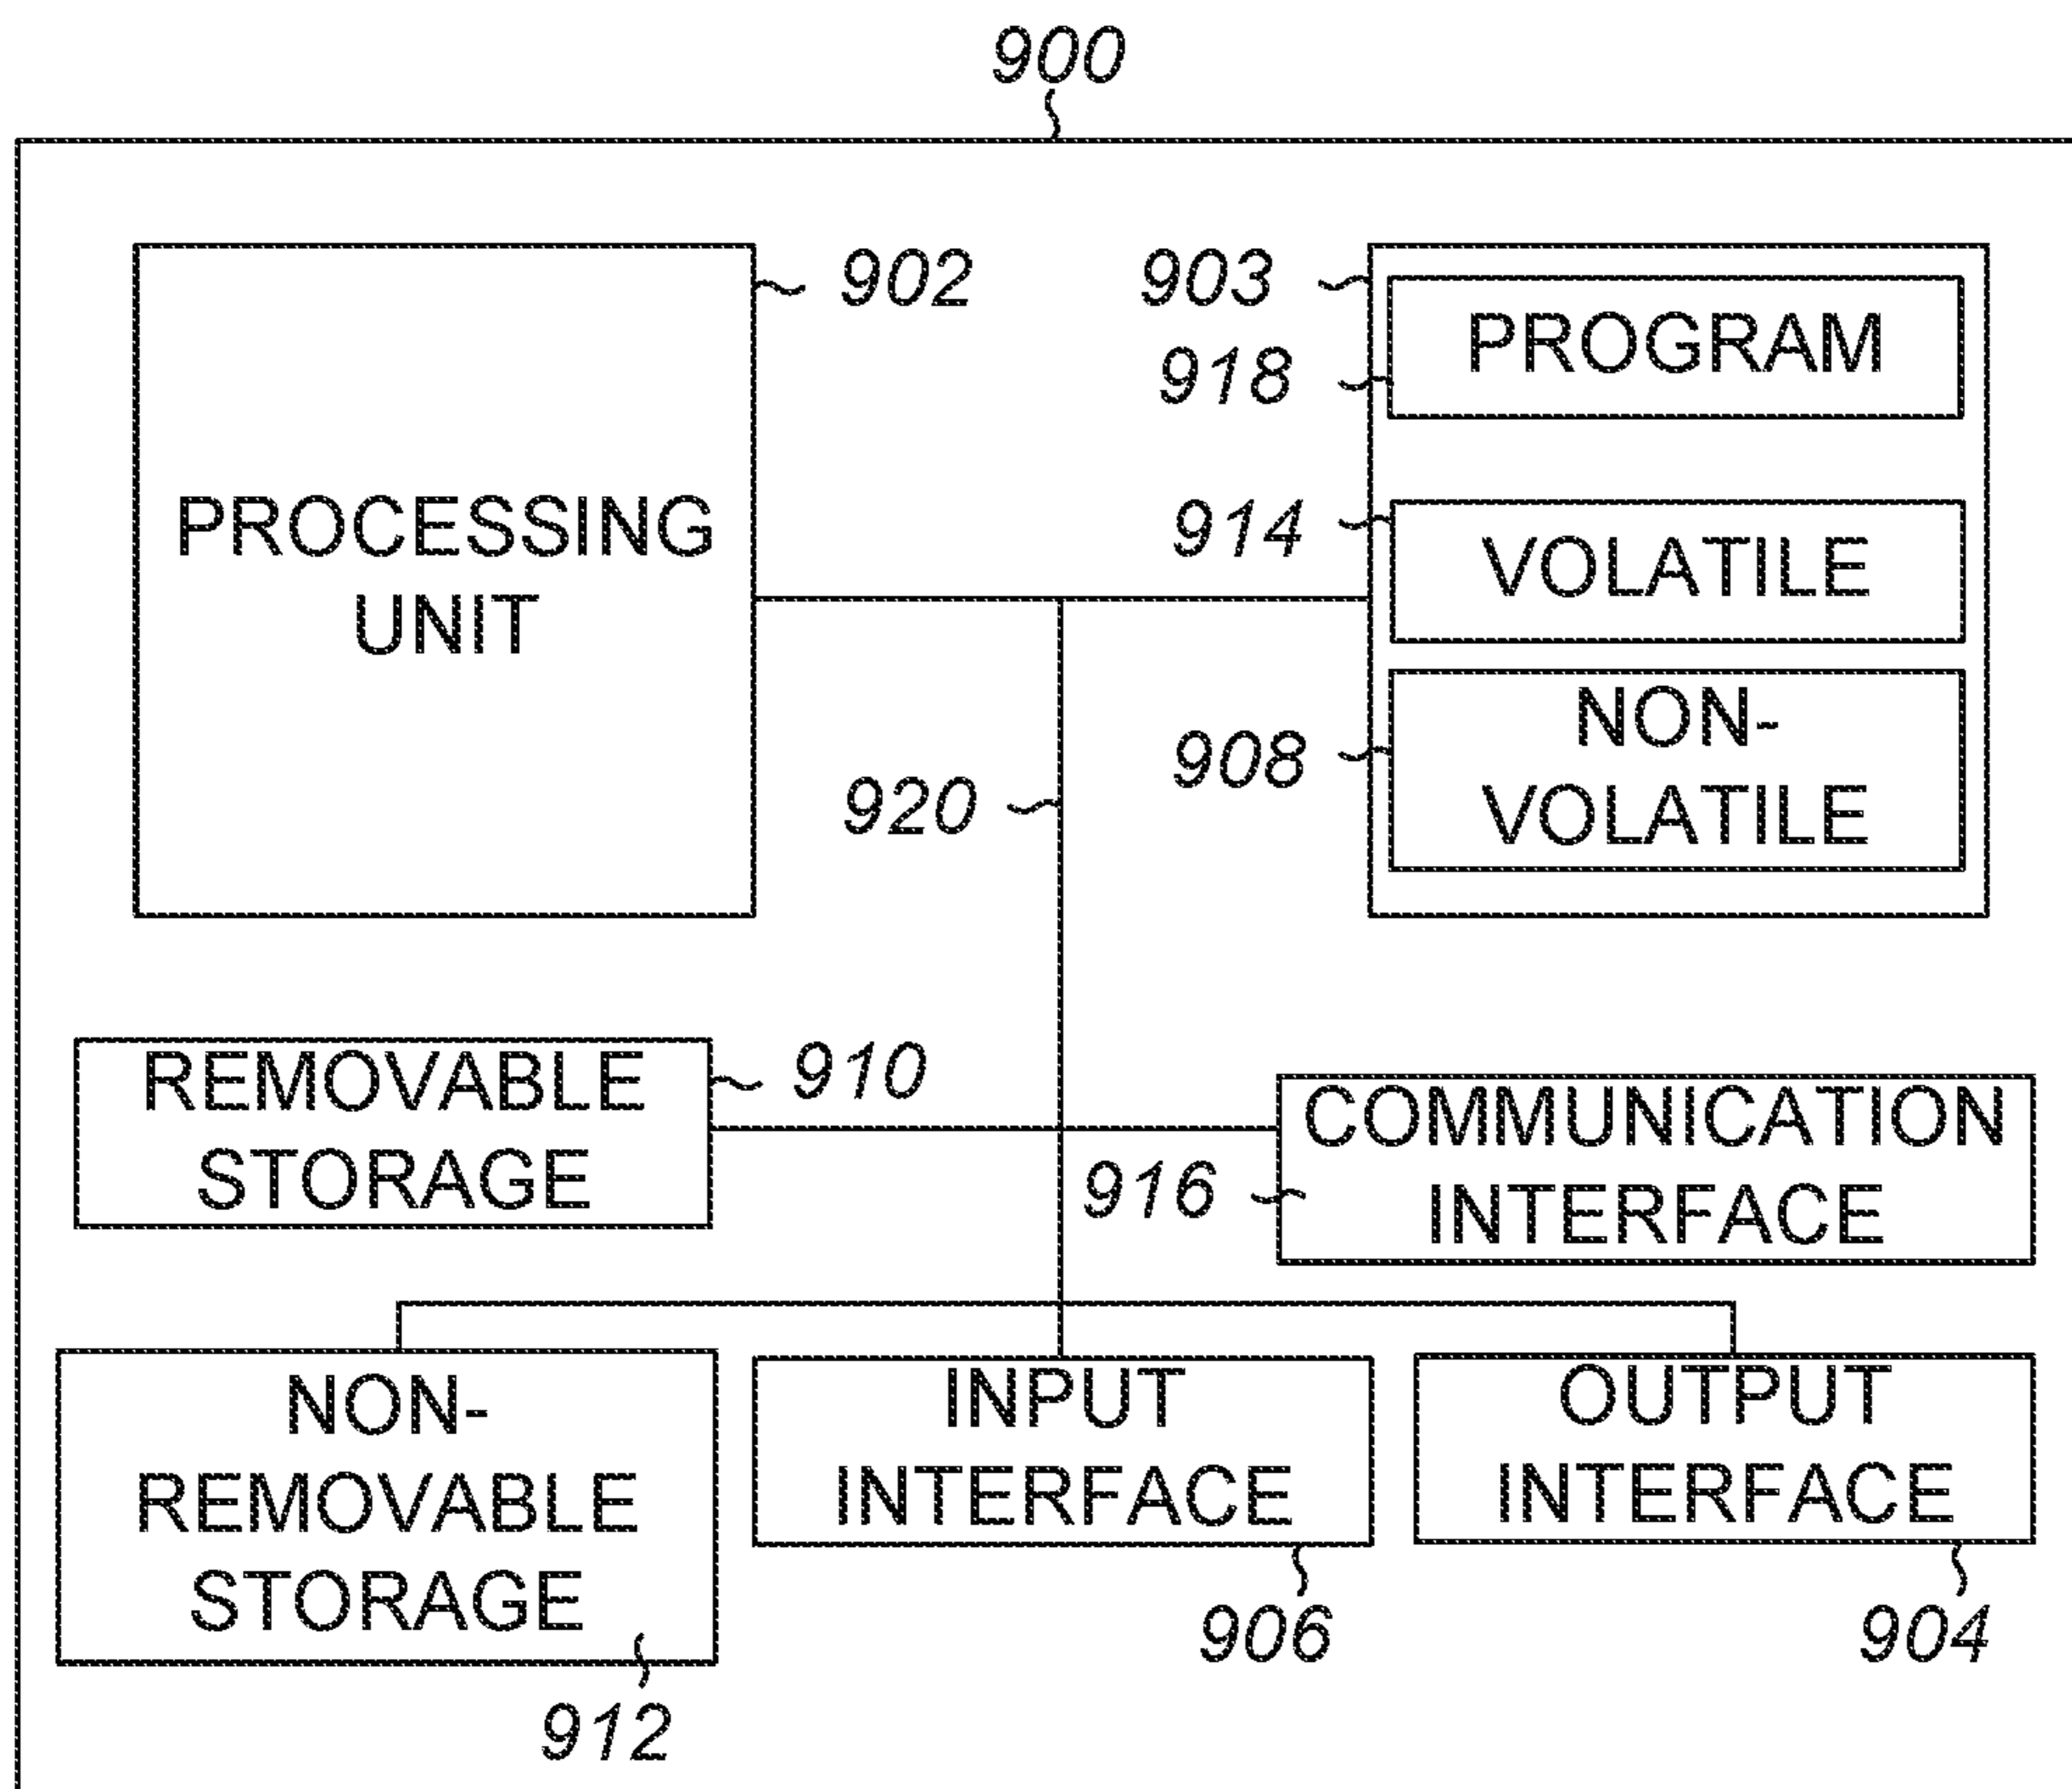 900
PROCESSING
UNIT
902
903
PROGRAM
918
914
VOLATILE
908
NON-
VOLATILE
920
REMOVABLE
STORAGE
910
COMMUNICATION
INTERFACE
916
NON-
REMOVABLE
STORAGE
912
INPUT
INTERFACE
906
OUTPUT
INTERFACE
904